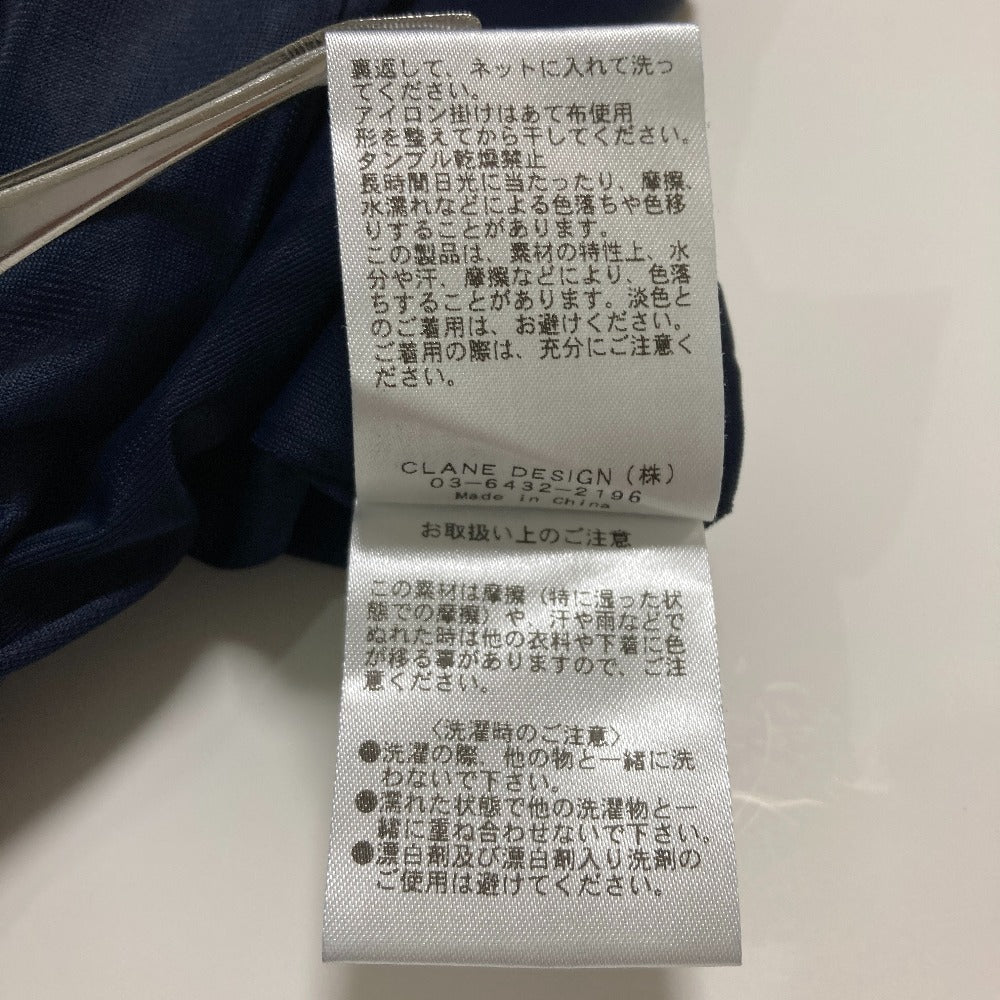 裏返して、ネットに入れて洗っ
てください。
アイロン掛けはあて布使用
形を整えてから干してください。
タンブル乾燥禁止
長時間日光に当たったり、摩擦、
水濡れなどによる色落ちや色移
りすることがあります。
この製品は、素材の特性上、水
分や汗、摩擦などにより、色落
ちすることがあります。淡色と
のご着用は、お避けください。
ご着用の際は、充分にご注意く
ださい。
CLANE DESIGN(株)
03-6432-2196
Made in China
お取扱い上のご注意
この素材は摩擦(特に湿った状
態での摩擦)や、汗や雨などで
ぬれた時は他の衣料や下着に色
が移る事がありますので、ご注
意ください。
〈洗濯時のご注意〉
●洗濯の際、他の物と一緒に洗
わないで下さい。
●濡れた状態で他の洗濯物と一
緒に重ね合わせないで下さい。
●漂白剤及び漂白剤入り洗剤の
ご使用は避けてください。